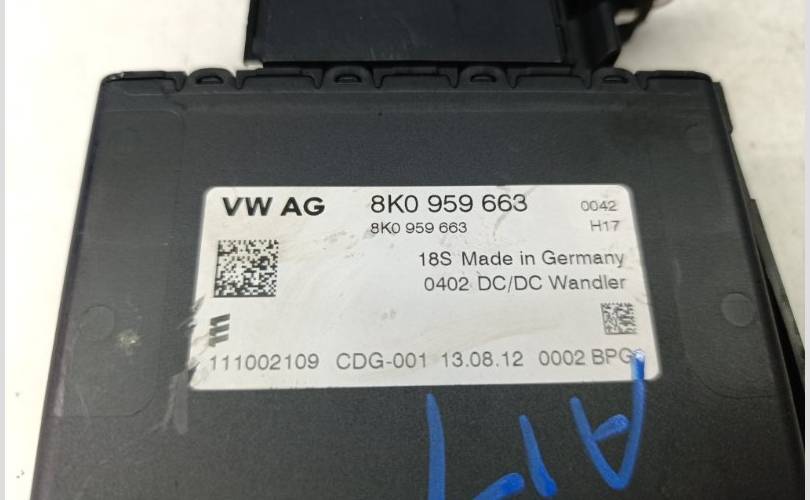 VW AG 8K0 959 663 0042
8K0 959 663 H17
18S Made in Germany
0402 DC/DC Wandler
111002109 CDG-001 13.08.12 0002